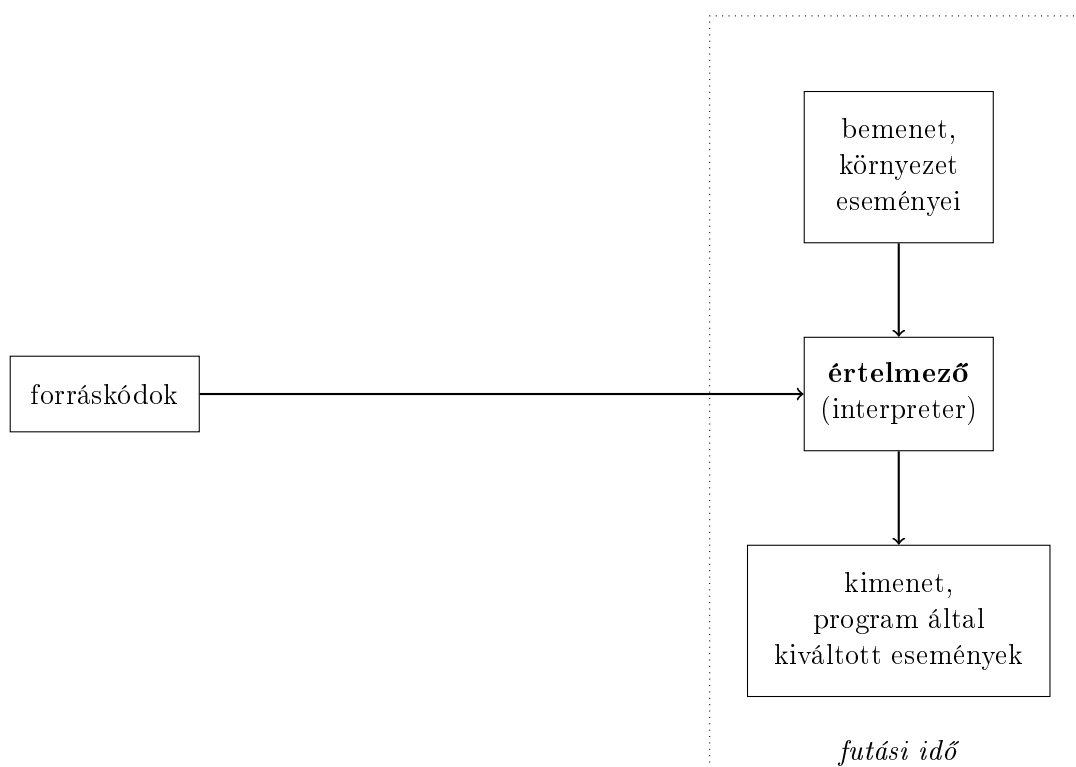 bemenet,
környezet
eseményei
forráskódok
értelmező
(interpreter)
kimenet,
program által
kiváltott események
futási idő